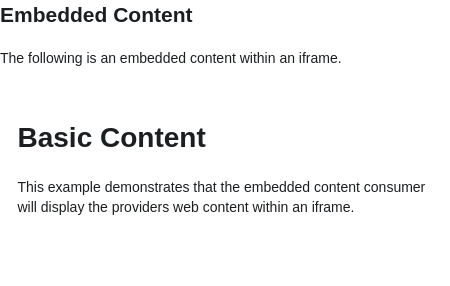 Embedded Content
The following is an embedded content within an iframe.
Basic Content
This example demonstrates that the embedded content consumer
will display the providers web content within an iframe.